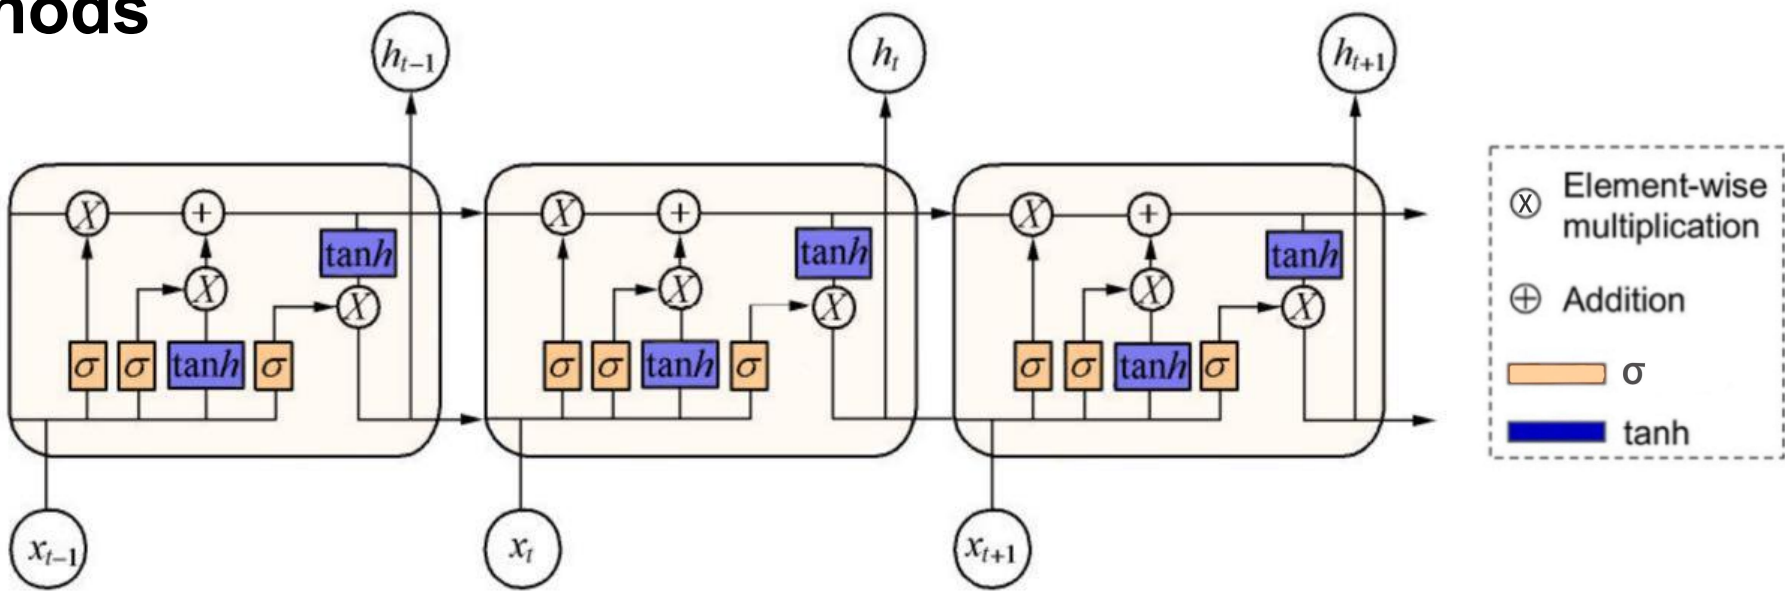 hods
h_{t-1} h_t h_{t+1}
X + tanh X X
X + tanh X X
X + tanh X X
σ σ tanh σ
σ σ tanh σ
σ σ tanh σ
x_{t-1} x_t x_{t+1}
X Element-wise
multiplication
+ Addition
σ
tanh